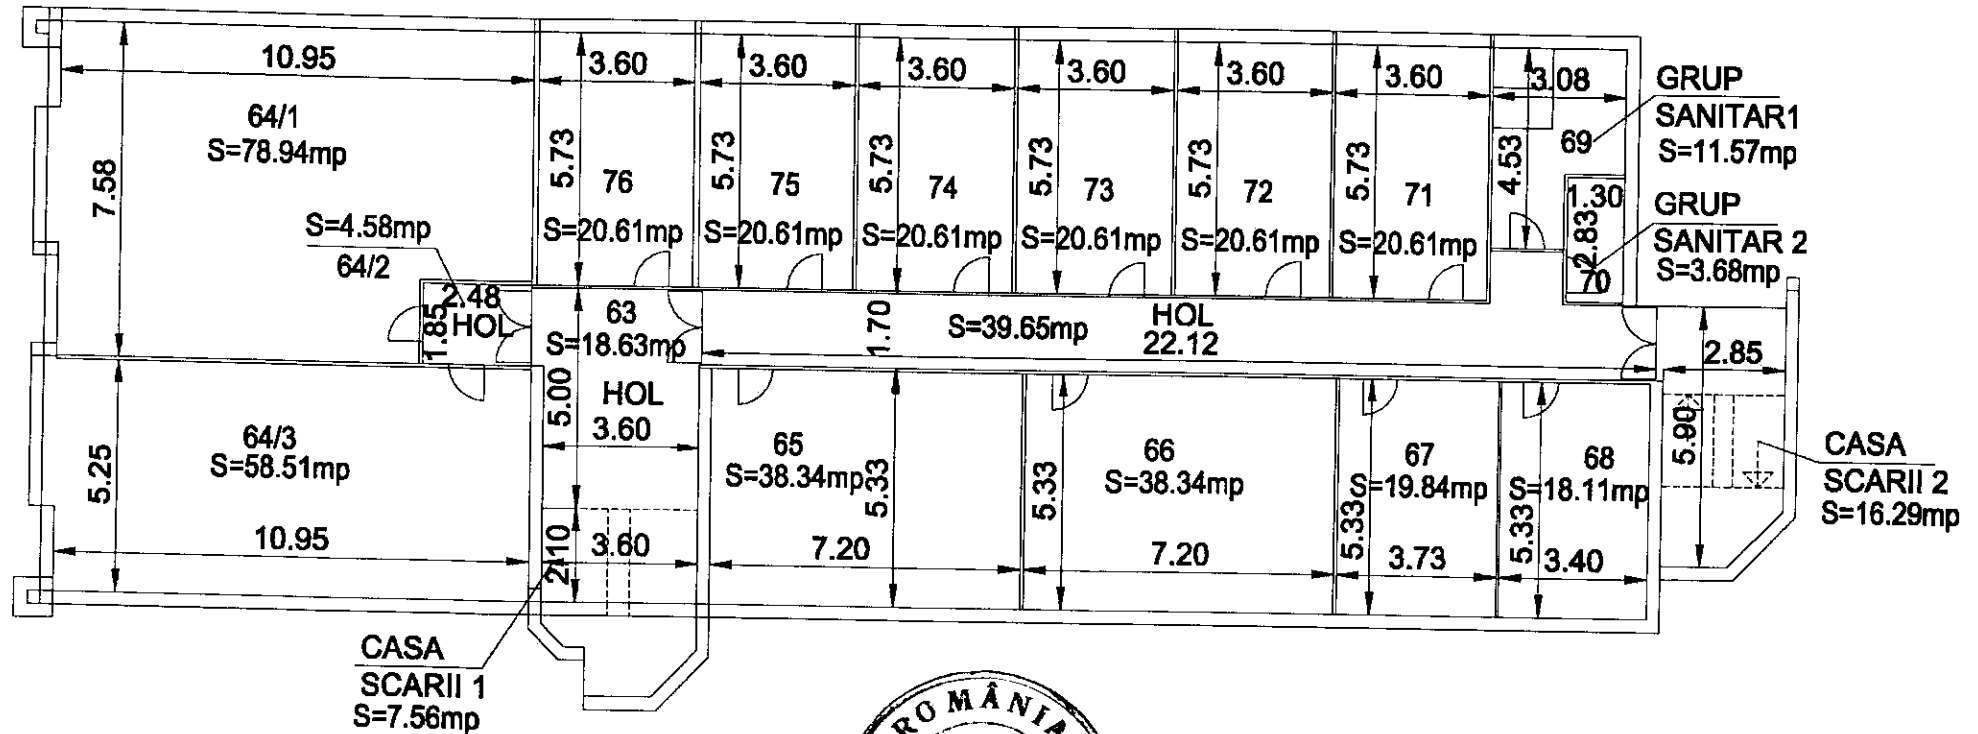 10.95
64/1
S=78.94mp
7.58
S=4.58mp
64/2
2.48
1.85
HOL
3.60
5.73
76
S=20.61mp
3.60
5.73
75
S=20.61mp
3.60
5.73
74
S=20.61mp
3.60
5.73
73
S=20.61mp
3.60
5.73
72
S=20.61mp
3.60
5.73
71
S=20.61mp
3.08
4.53
69
GRUP
SANITAR1
S=11.57mp
1.30
2.83
70
GRUP
SANITAR 2
S=3.68mp
63
S=18.63mp
5.00
HOL
3.60
1.70
S=39.65mp
HOL
22.12
2.85
5.90
CASA
SCARII 2
S=16.29mp
64/3
S=58.51mp
5.25
10.95
2.10
3.60
CASA
SCARII 1
S=7.56mp
65
S=38.34mp
5.33
7.20
66
S=38.34mp
5.33
7.20
67
S=19.84mp
5.33
3.73
68
S=18.11mp
5.33
3.40
ROMÂNIA